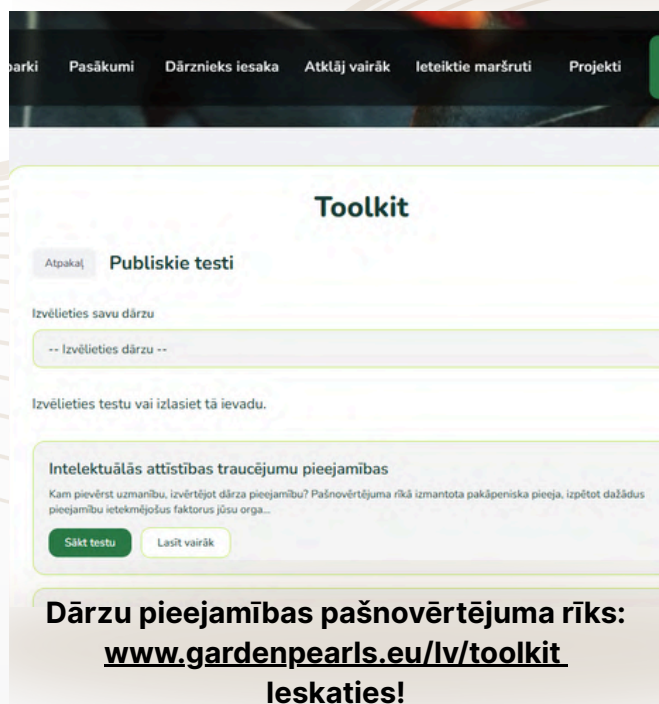 Pasākumi Dārznieks iesaka Atklāj vairāk Ieteiktie maršruti Projekti
Toolkit
Atpakaļ Publiskie testi
Izvēlieties savu dārzu
-- Izvēlieties dārzu --
Izvēlieties testu vai izlasiet tā ievadu.
Intelektuālās attīstības traucējumu pieejamības
Kam pievērst uzmanību, izvērtējot dārza pieejamību? Pašnovērtējuma rīkā izmantota pakāpeniska pieeja, izpētot dažādus
pieejamību ietekmējošus faktorus jūsu orga...
Sākt testu Lasīt vairāk
Dārzu pieejamības pašnovērtējuma rīks:
www.gardenpearls.eu/lv/toolkit
Ieskaties!